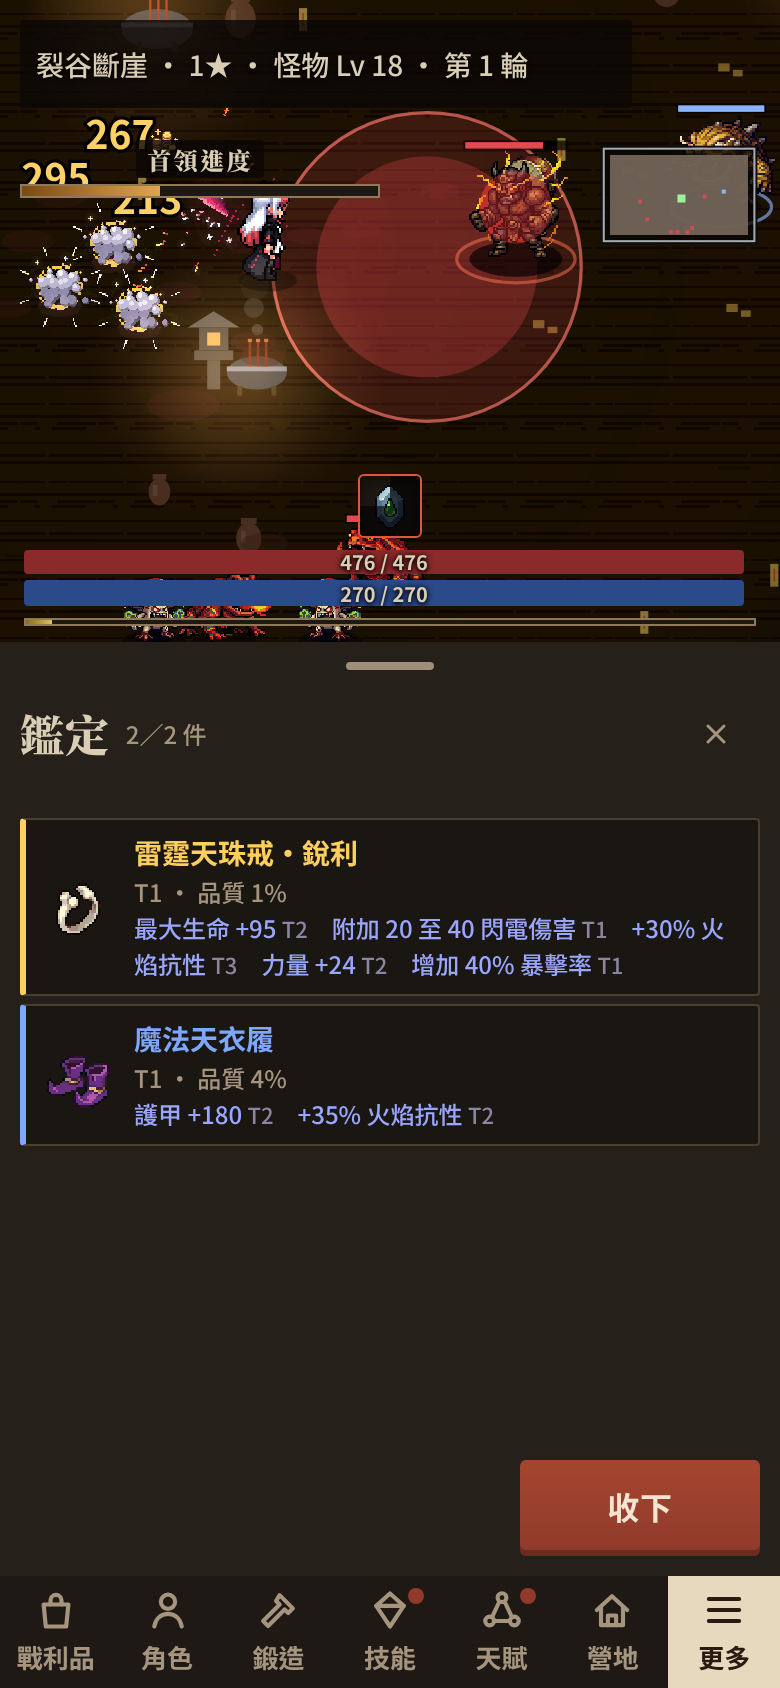 裂谷斷崖 • 1★ • 怪物 Lv 18 • 第 1 輪
267
首領進度
295
213
476 / 476
270 / 270
鑑定 2／2 件
雷霆天珠戒・銳利
T1 • 品質 1%
最大生命 +95 T2 附加 20 至 40 閃電傷害 T1 +30% 火
焰抗性 T3 力量 +24 T2 增加 40% 暴擊率 T1
魔法天衣履
T1 • 品質 4%
護甲 +180 T2 +35% 火焰抗性 T2
收下
戰利品 角色 鍛造 技能 天賦 營地 更多